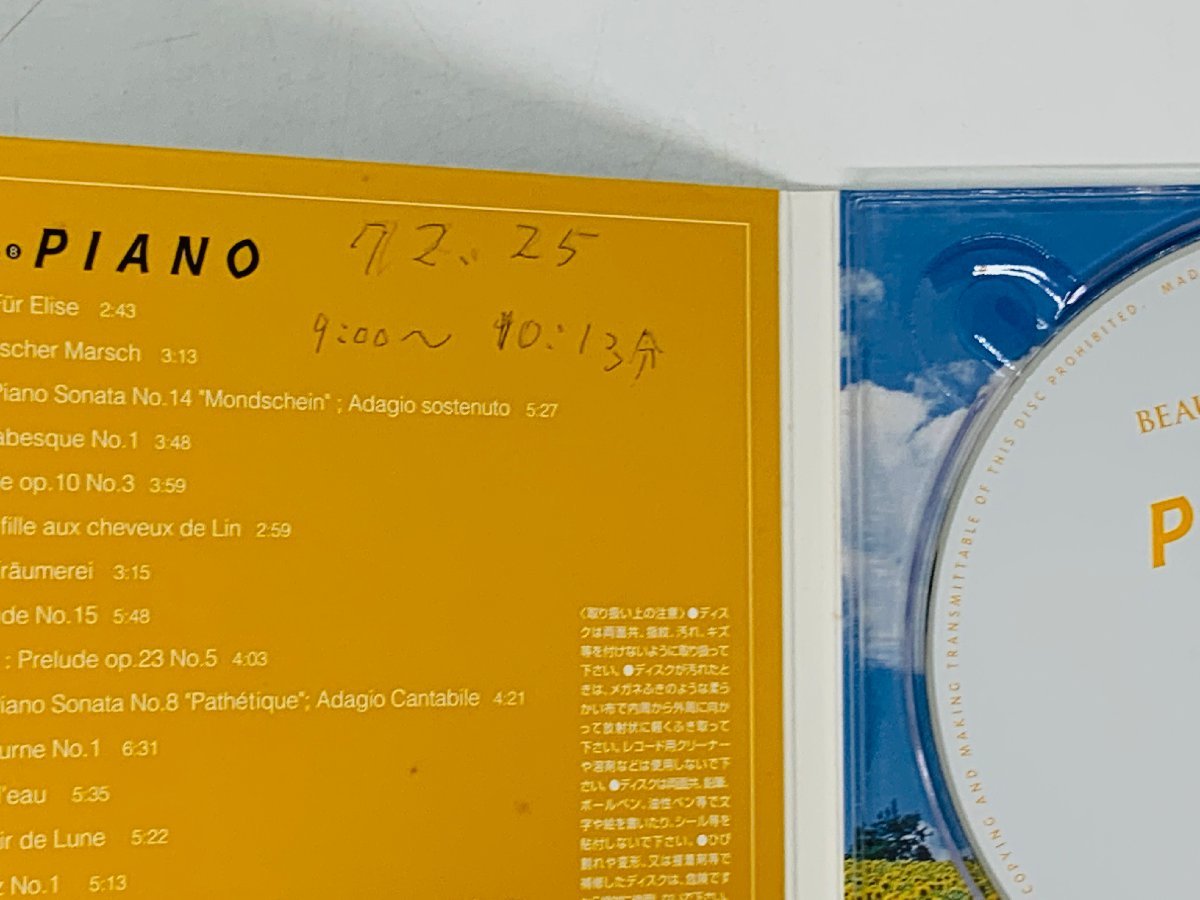 ⑧PIANO
72、25
9:00～10:13分
Für Elise 2:43
scher Marsch 3:13
Piano Sonata No.14 "Mondschein" ; Adagio sostenuto 5:27
abesque No.1 3:48
e op.10 No.3 3:59
fille aux cheveux de Lin 2:59
Träumerei 3:15
ude No.15 5:48
: Prelude op.23 No.5 4:03
Piano Sonata No.8 "Pathétique"; Adagio Cantabile 4:21
urne No.1 6:31
l'eau 5:35
air de Lune 5:22
z No.1 5:13
〈取り扱い上の注意〉●ディス
クは両面共、指紋、汚れ、キズ
等を付けないように取り扱って
下さい。●ディスクが汚れたと
きは、メガネふきのような柔ら
かい布で内周から外周に向か
って放射状に軽くふき取って
下さい。レコード用クリーナー
や溶剤などは使用しないで下
さい。●ディスクは両面共、鉛筆、
ボールペン、油性ペン等で文
字や絵を書いたり、シール等を
貼付しないで下さい。●ひび
割れや変形、又は接着剤等で
補修したディスクは、危険です
BEAU
P
COPYING AND MAKING TRANSMITTABLE OF THIS DISC PROHIBITED. MAD